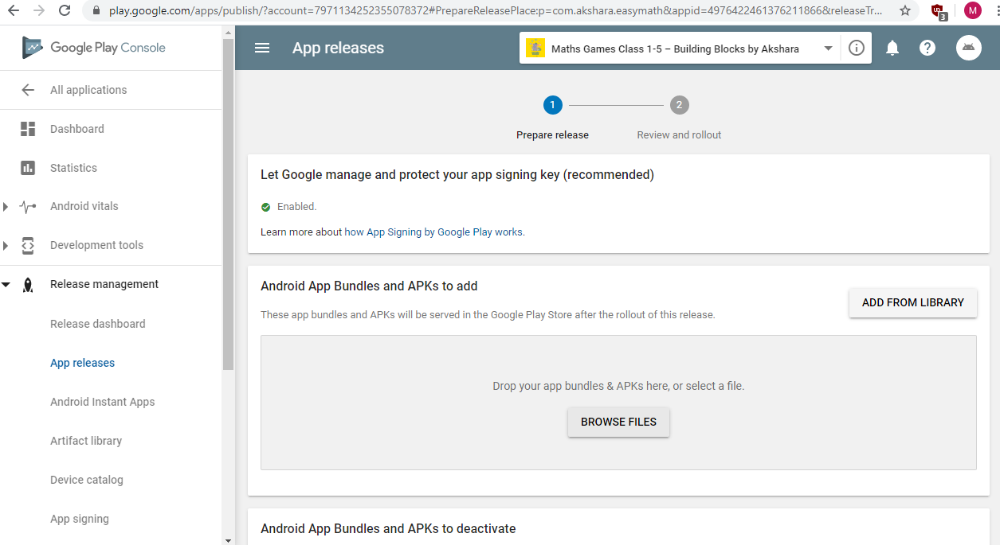 play.google.com/apps/publish/?account=7971134252355078372#PrepareReleasePlace:p=com.akshara.easymath&appid=4976422461376211866&releaseTr...
3
M
Google Play Console
App releases
Maths Games Class 1-5 – Building Blocks by Akshara
All applications
Dashboard
Statistics
Android vitals
Development tools
Release management
Release dashboard
App releases
Android Instant Apps
Artifact library
Device catalog
App signing
1
2
Prepare release
Review and rollout
Let Google manage and protect your app signing key (recommended)
Enabled.
Learn more about how App Signing by Google Play works.
Android App Bundles and APKs to add
ADD FROM LIBRARY
These app bundles and APKs will be served in the Google Play Store after the rollout of this release.
Drop your app bundles & APKs here, or select a file.
BROWSE FILES
Android App Bundles and APKs to deactivate